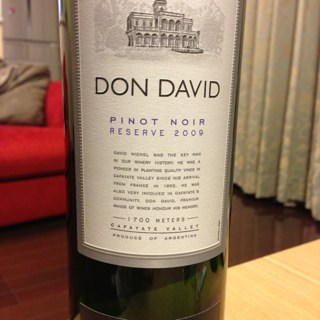 DON DAVID
PINOT NOIR
RESERVE 2009
DAVID MICHEL WAS THE KEY MAN
IN OUR WINERY HISTORY. HE WAS A
PIONEER IN PLANTING QUALITY VINES IN
CAFAYATE VALLEY SINCE HIS ARRIVAL
FROM FRANCE IN 1892. HE WAS
ALSO VERY INVOLVED IN CAFAYATE'S
COMMUNITY. DON DAVID, PREMIUM
RANGE OF WINES HONOUR HIS MEMORY.
1700 METERS
CAFAYATE VALLEY
PRODUCE OF ARGENTINA